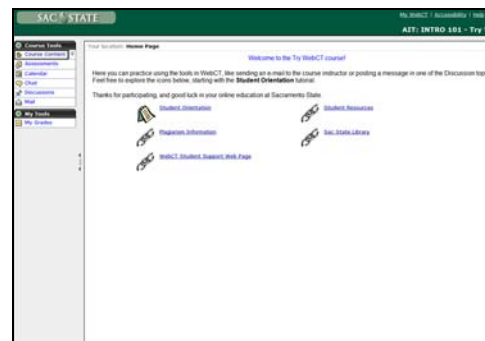 SAC STATE
My WebCT | Accessibility | Help
AIT: INTRO 101 - Try
Course Tools
Course Content
Assessments
Calendar
Chat
Discussions
Mail
My Tools
My Grades
Your location: Home Page
Welcome to the Try WebCT course!
Here you can practice using the tools in WebCT, like sending an e-mail to the course instructor or posting a message in one of the Discussion top
Feel free to explore the icons below, starting with the Student Orientation tutorial.
Thanks for participating, and good luck in your online education at Sacramento State.
Student Orientation
Student Resources
Plagiarism Information
Sac State Library
WebCT Student Support Web Page